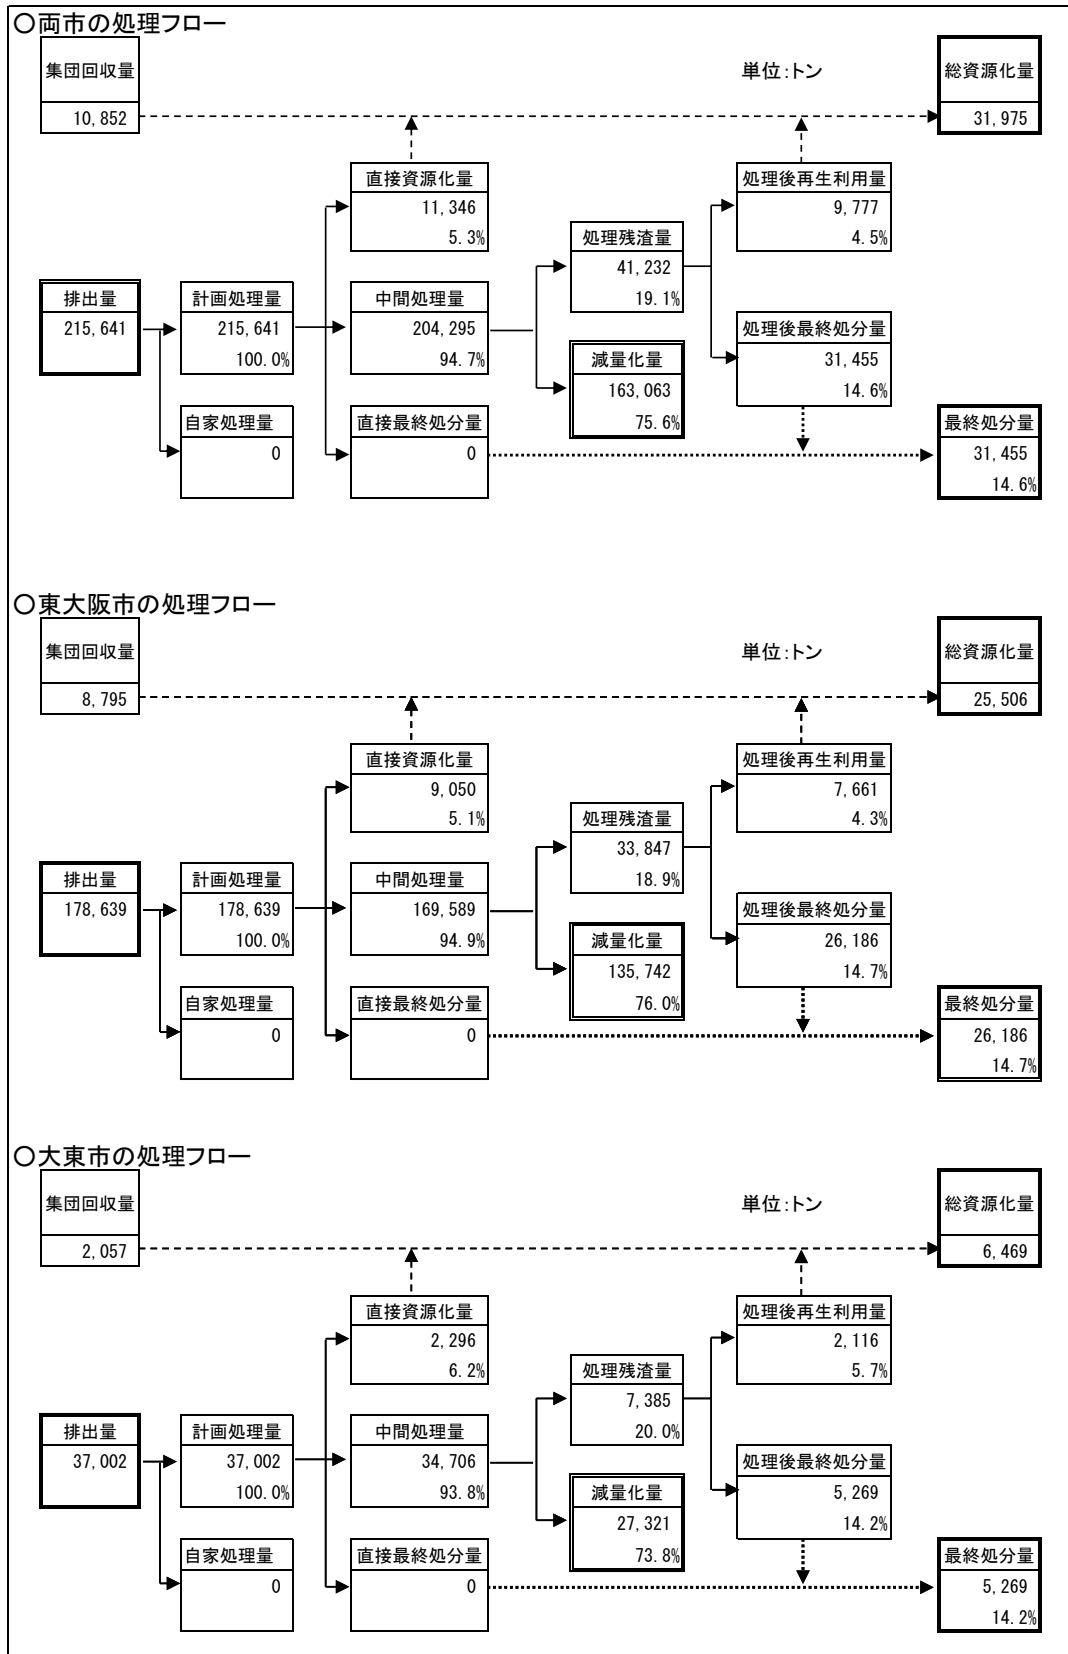 ○両市の処理フロー
集団回収量
単位:トン
総資源化量
10,852
31,975
直接資源化量
処理後再生利用量
11,346
9,777
5.3%
処理残渣量
4.5%
41,232
排出量
計画処理量
中間処理量
19.1%
215,641
215,641
204,295
処理後最終処分量
100.0%
94.7%
減量化量
31,455
163,063
14.6%
自家処理量
直接最終処分量
75.6%
最終処分量
0
0
31,455
14.6%
○東大阪市の処理フロー
集団回収量
単位:トン
総資源化量
8,795
25,506
直接資源化量
処理後再生利用量
9,050
7,661
5.1%
処理残渣量
4.3%
33,847
排出量
計画処理量
中間処理量
18.9%
178,639
178,639
169,589
処理後最終処分量
100.0%
94.9%
減量化量
26,186
135,742
14.7%
自家処理量
直接最終処分量
76.0%
最終処分量
0
0
26,186
14.7%
○大東市の処理フロー
集団回収量
単位:トン
総資源化量
2,057
6,469
直接資源化量
処理後再生利用量
2,296
2,116
6.2%
処理残渣量
5.7%
7,385
排出量
計画処理量
中間処理量
20.0%
37,002
37,002
34,706
処理後最終処分量
100.0%
93.8%
減量化量
5,269
27,321
14.2%
自家処理量
直接最終処分量
73.8%
最終処分量
0
0
5,269
14.2%